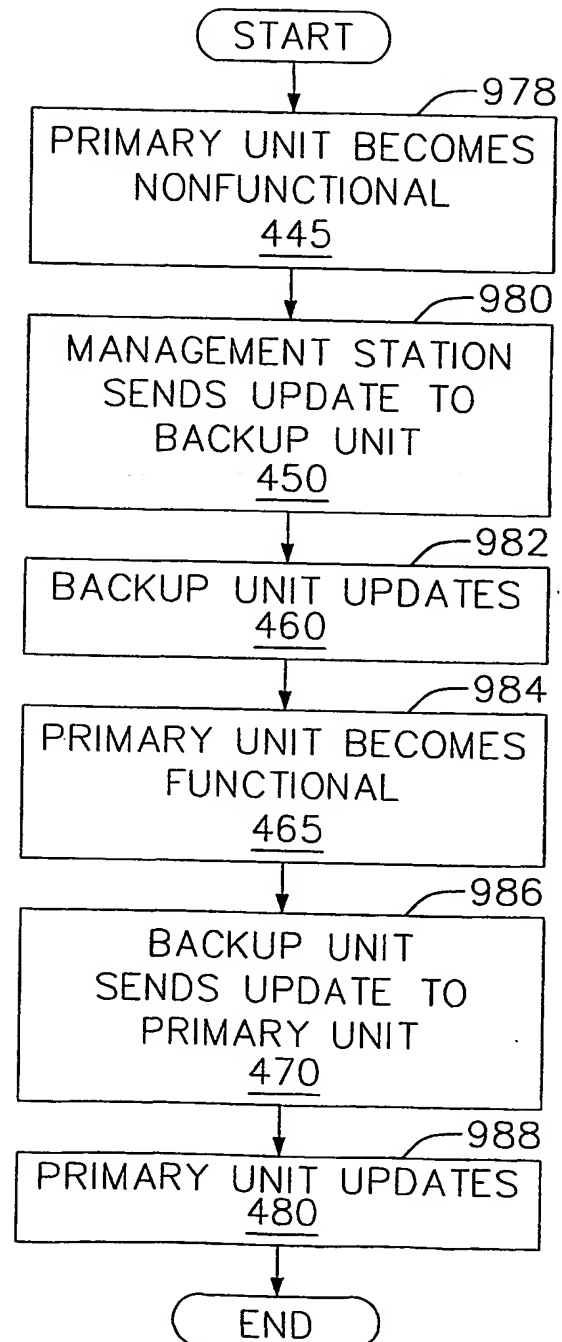 START
978
PRIMARY UNIT BECOMES
NONFUNCTIONAL
445
980
MANAGEMENT STATION
SENDS UPDATE TO
BACKUP UNIT
450
982
BACKUP UNIT UPDATES
460
984
PRIMARY UNIT BECOMES
FUNCTIONAL
465
986
BACKUP UNIT
SENDS UPDATE TO
PRIMARY UNIT
470
988
PRIMARY UNIT UPDATES
480
END